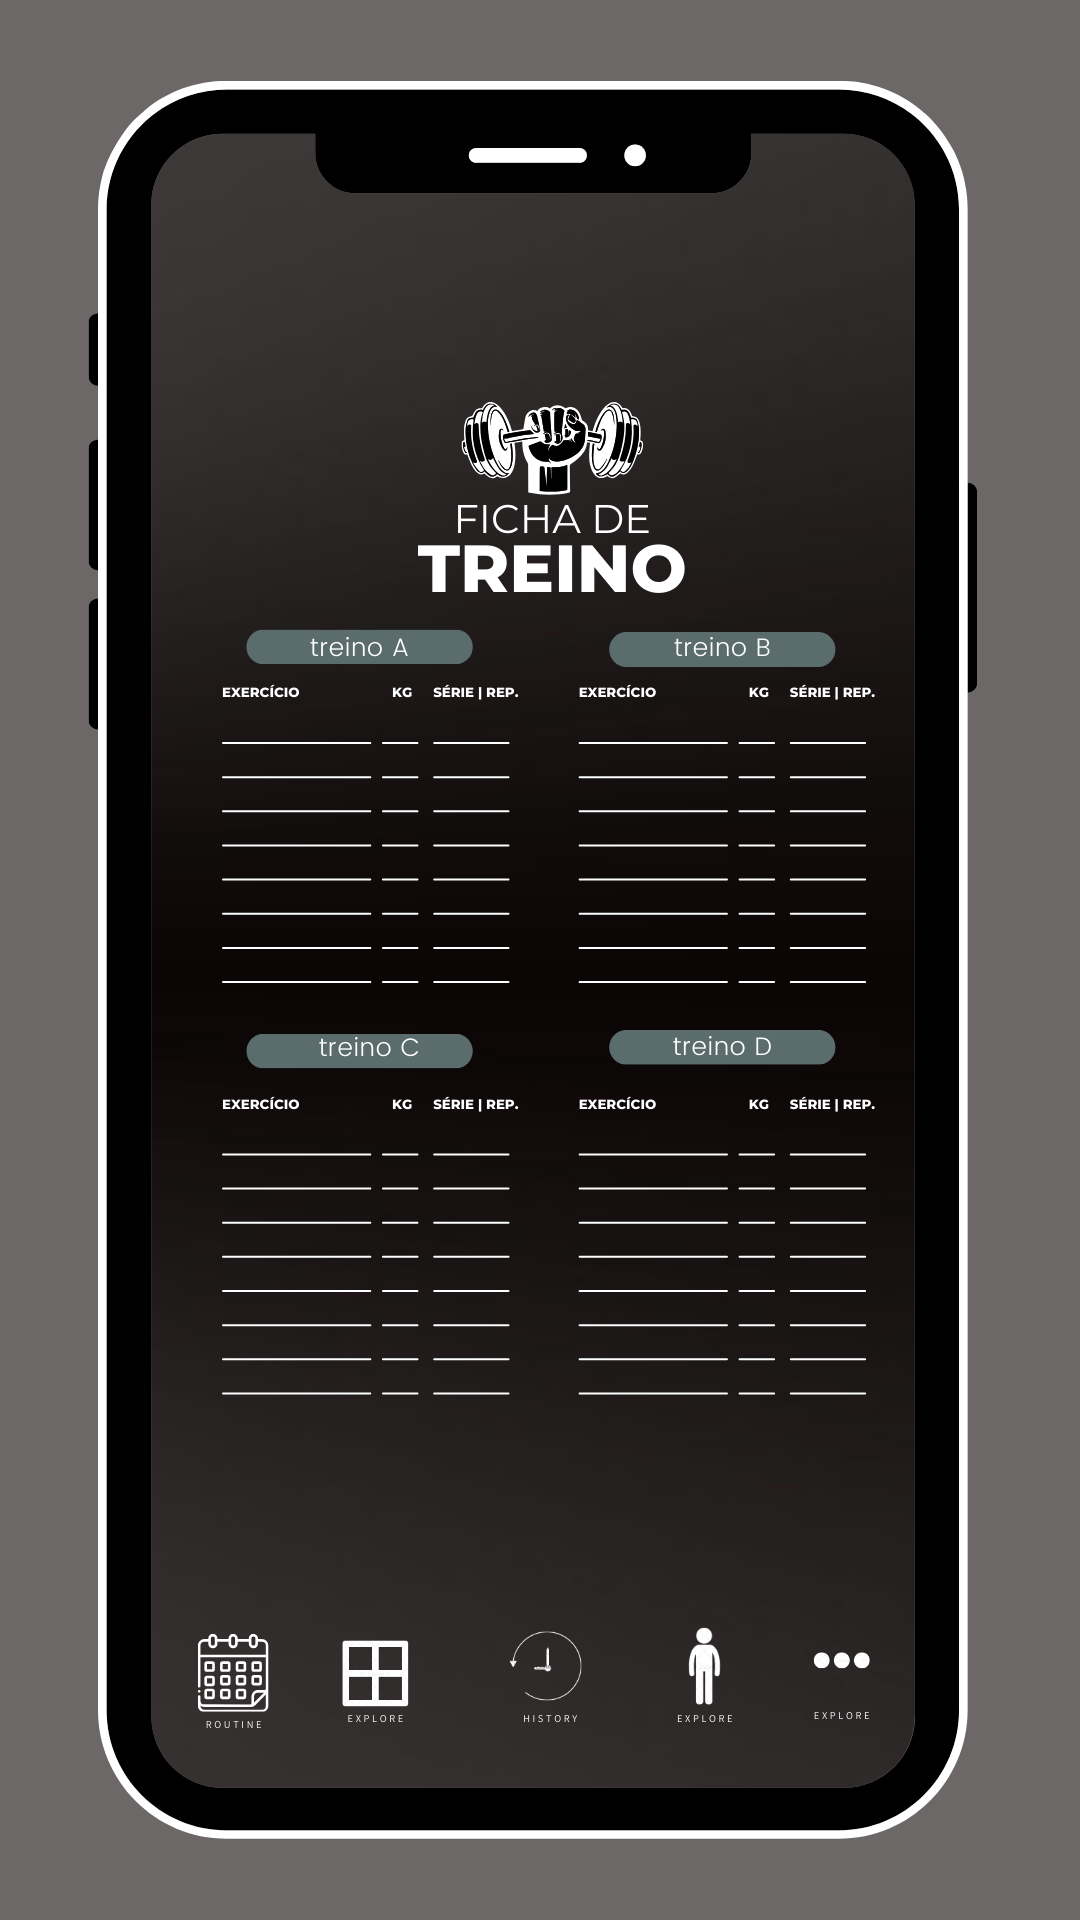 FICHA DE
TREINO
treino A
treino B
EXERCÍCIO KG SÉRIE | REP.
EXERCÍCIO KG SÉRIE | REP.
treino C
treino D
EXERCÍCIO KG SÉRIE | REP.
EXERCÍCIO KG SÉRIE | REP.
ROUTINE
EXPLORE
HISTORY
EXPLORE
EXPLORE